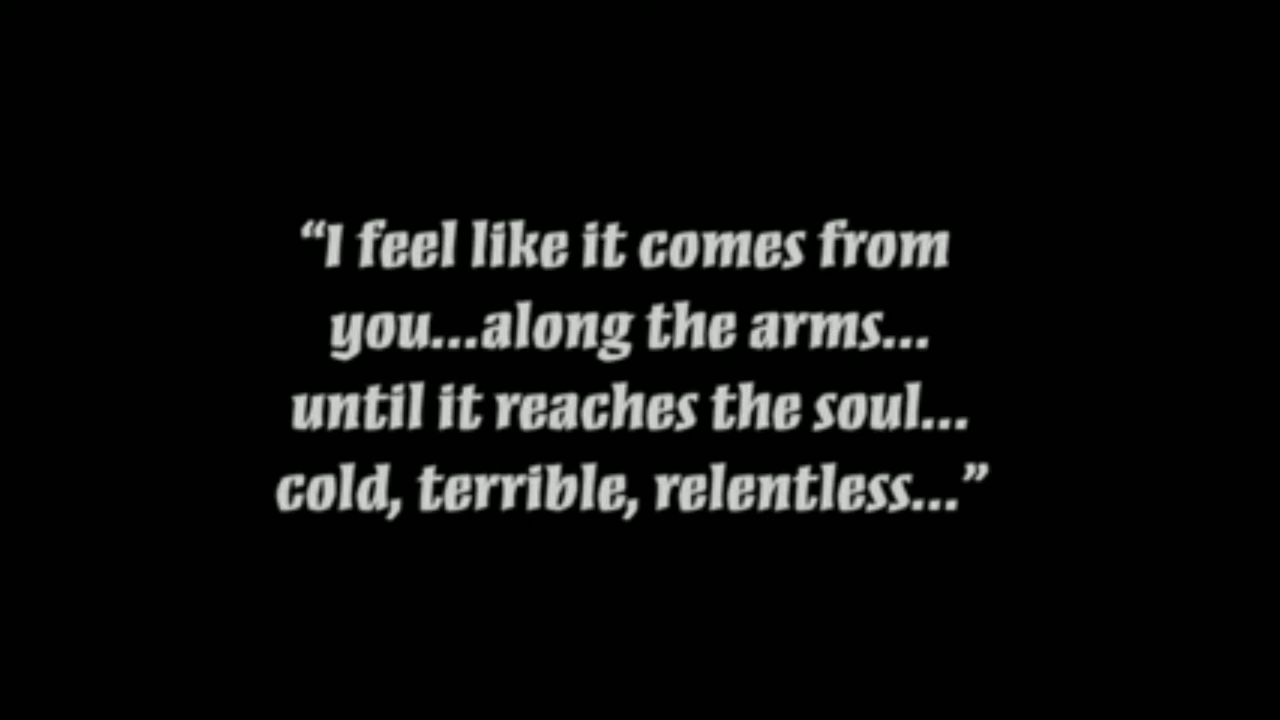 “I feel like it comes from
you...along the arms...
until it reaches the soul...
cold, terrible, relentless...”